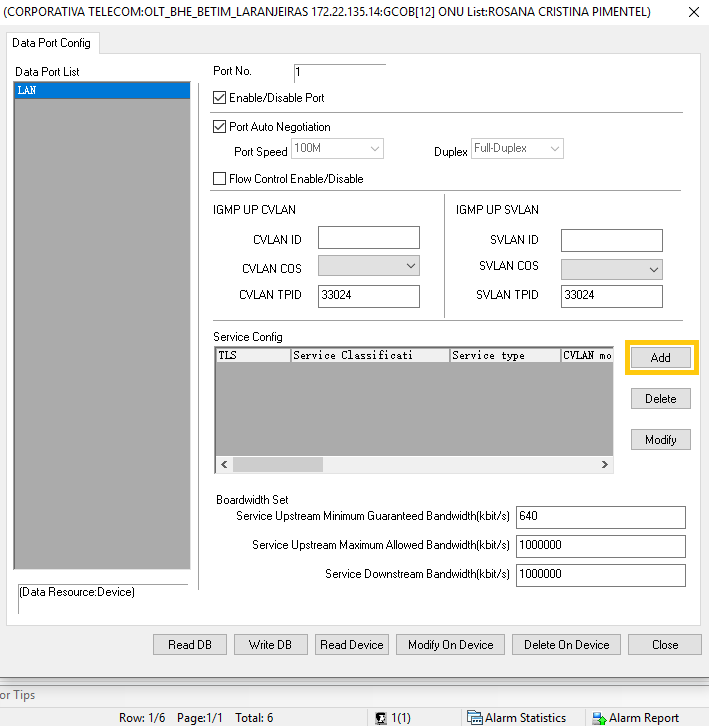 (CORPORATIVA TELECOM:OLT_BHE_BETIM_LARANJEIRAS 172.22.135.14:GCOB[12] ONU List:ROSANA CRISTINA PIMENTEL)
Data Port Config
Data Port List
LAN
Port No. 1
Enable/Disable Port
Port Auto Negotiation
Port Speed 100M Duplex Full-Duplex
Flow Control Enable/Disable
IGMP UP CVLAN
CVLAN ID
CVLAN COS
CVLAN TPID 33024
IGMP UP SVLAN
SVLAN ID
SVLAN COS
SVLAN TPID 33024
Service Config
TLS Service Classificati Service type CVLAN mo
Add
Delete
Modify
Boardwidth Set
Service Upstream Minimum Guaranteed Bandwidth(kbit/s) 640
Service Upstream Maximum Allowed Bandwidth(kbit/s) 1000000
Service Downstream Bandwidth(kbit/s) 1000000
(Data Resource:Device)
Read DB Write DB Read Device Modify On Device Delete On Device Close
or Tips
Row: 1/6 Page:1/1 Total: 6 1(1) Alarm Statistics Alarm Report